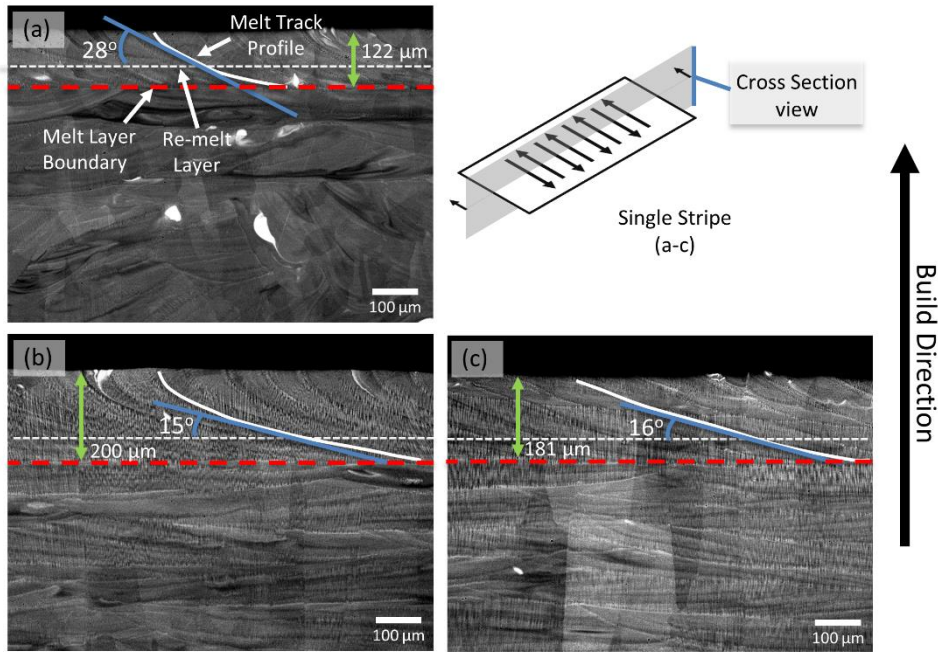 (a)
28°
Melt Track
Profile
122 µm
Melt Layer
Boundary
Re-melt
Layer
100 µm
Cross Section
view
Single Stripe
(a-c)
Build Direction
(b)
15°
200 µm
100 µm
(c)
16°
181 µm
100 µm